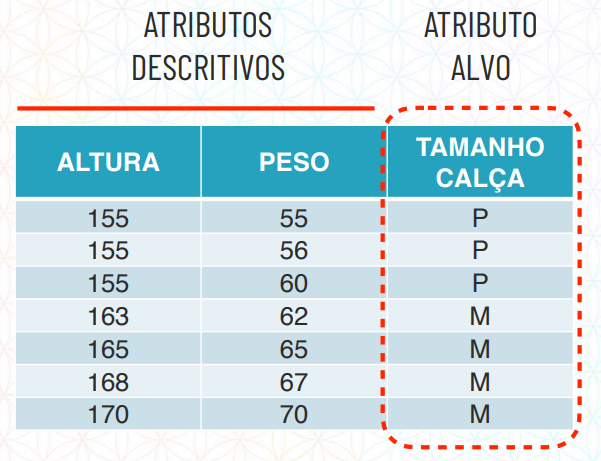 ATRIBUTOS DESCRITIVOS
ATRIBUTO ALVO
ALTURA PESO TAMANHO CALÇA
155 55 P
155 56 P
155 60 P
163 62 M
165 65 M
168 67 M
170 70 M